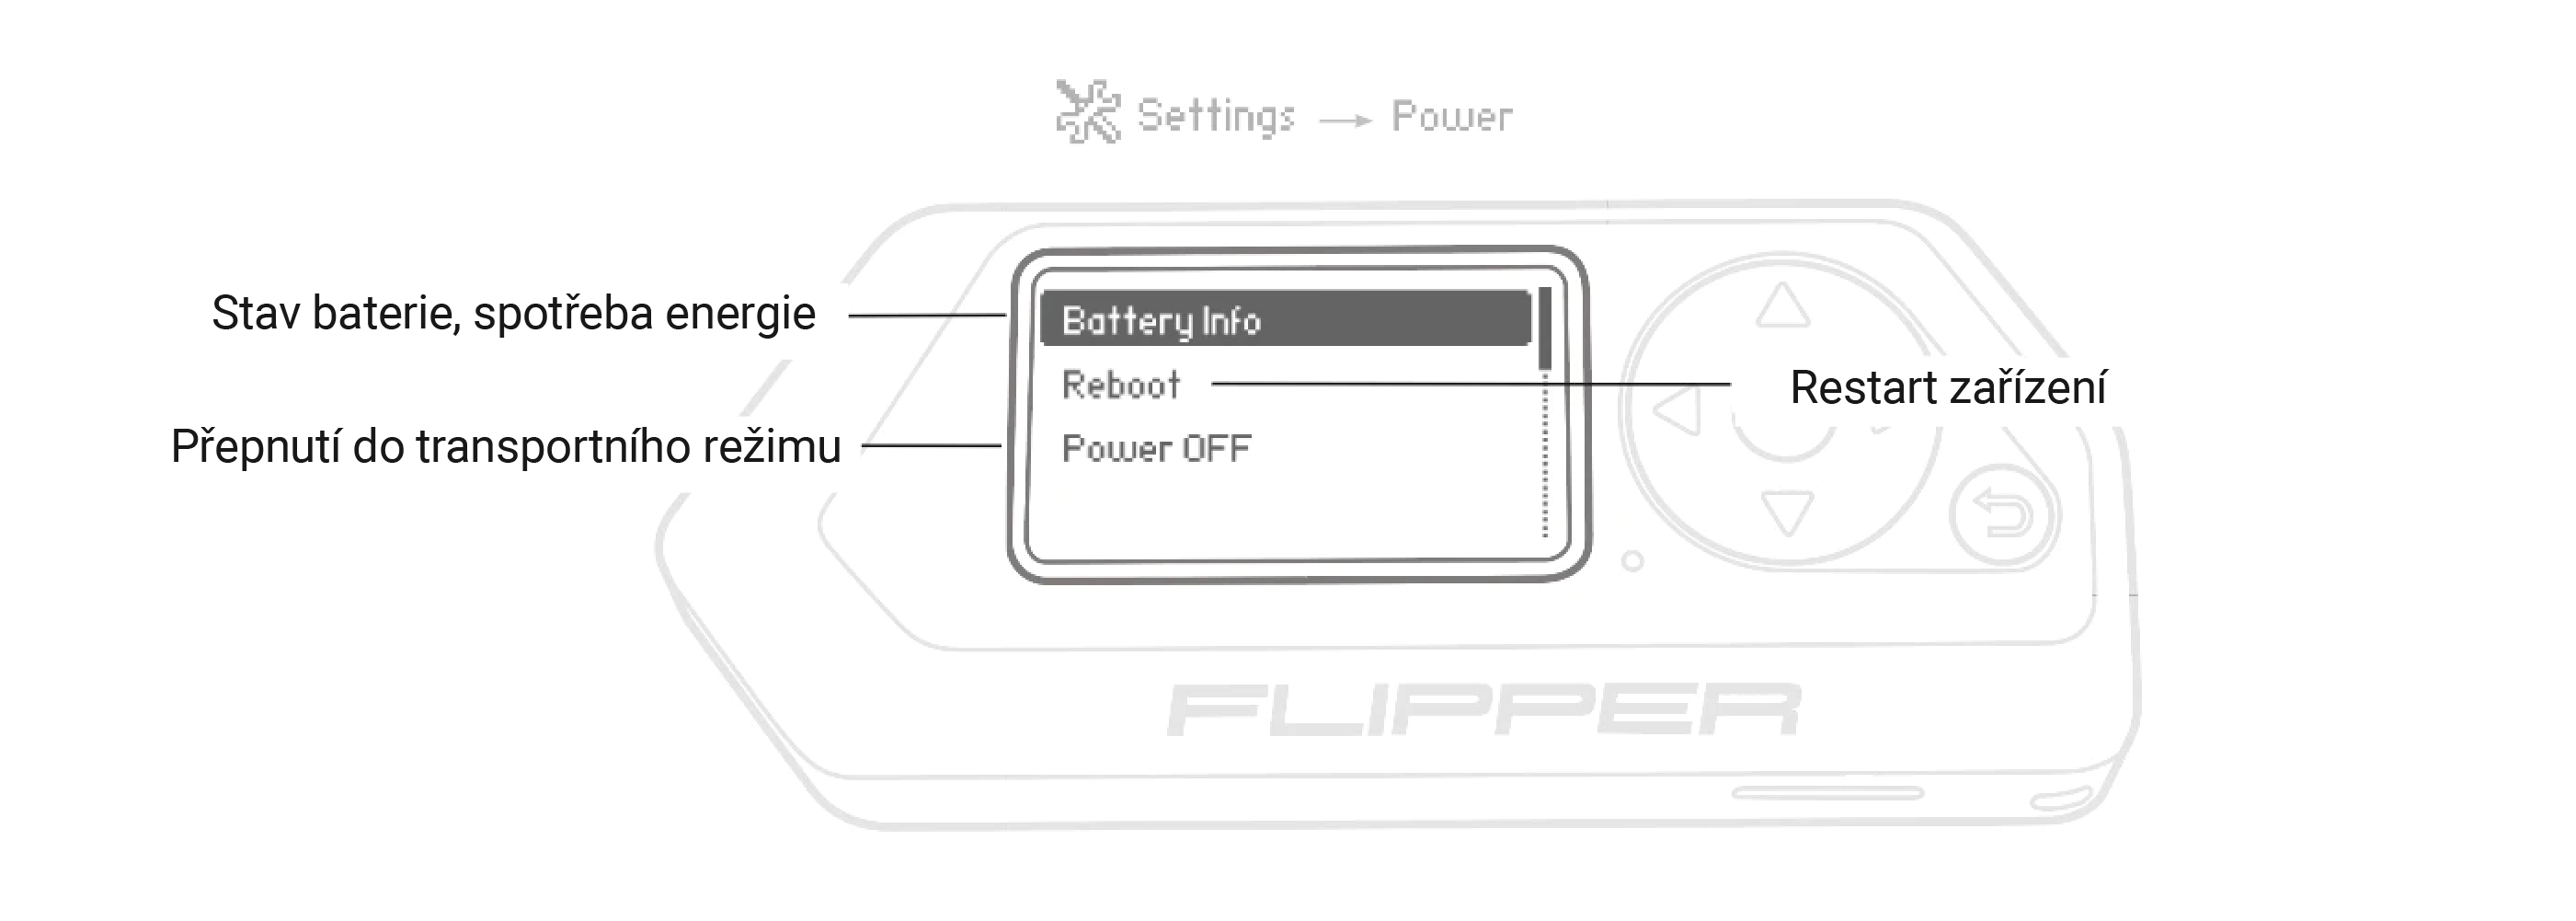 Settings → Power
Stav baterie, spotřeba energie
Battery Info
Reboot
Restart zařízení
Přepnutí do transportního režimu
Power OFF
FLIPPER